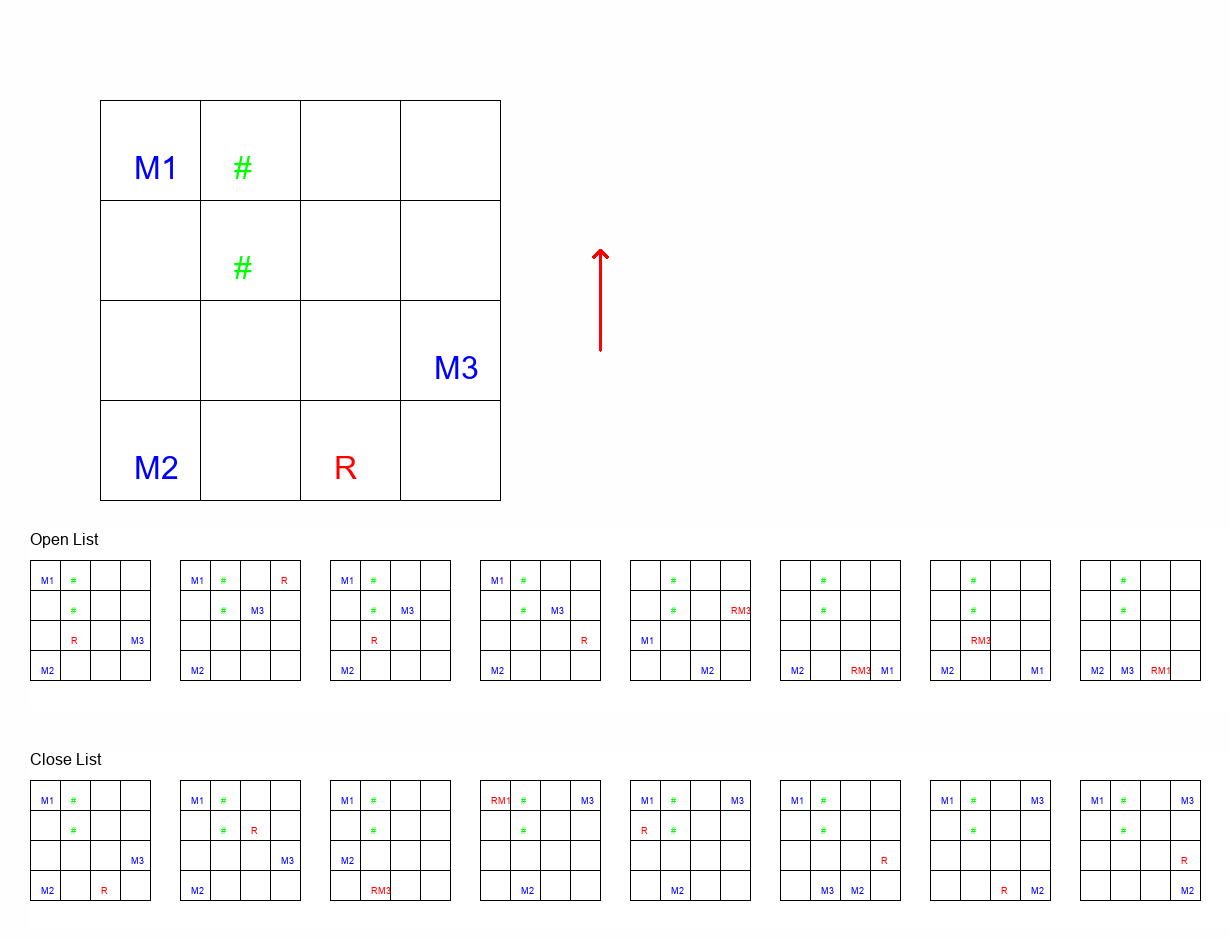 M1 #
#
M3
M2 R
Open List
M1 # M1 # R M1 # M1 # # # # #
# # M3 # M3 # M3 # RM3 # # #
R M3 R R M1 RM3
M2 M2 M2 M2 M2 M2 RM3 M1 M2 M1 M2 M3 RM1
Close List
M1 # M1 # M1 # RM1 # M3 M1 # M3 M1 # M1 # M3 M1 # M3
# # R # # R # # # #
M3 M3 M2 R R
M2 R M2 RM3 M2 M2 M3 M2 R M2 M2